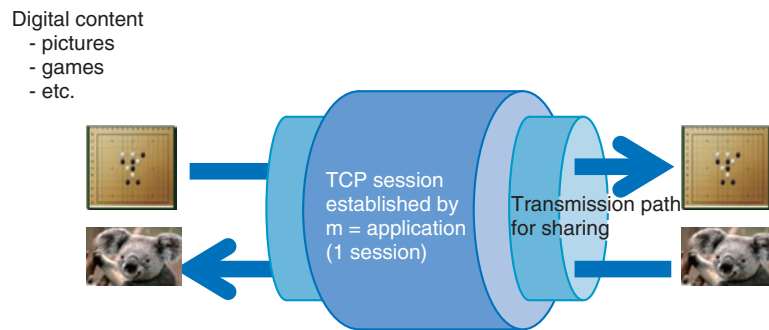 Digital content
- pictures
- games
- etc.
TCP session
established by
m = application
(1 session)
Transmission path
for sharing